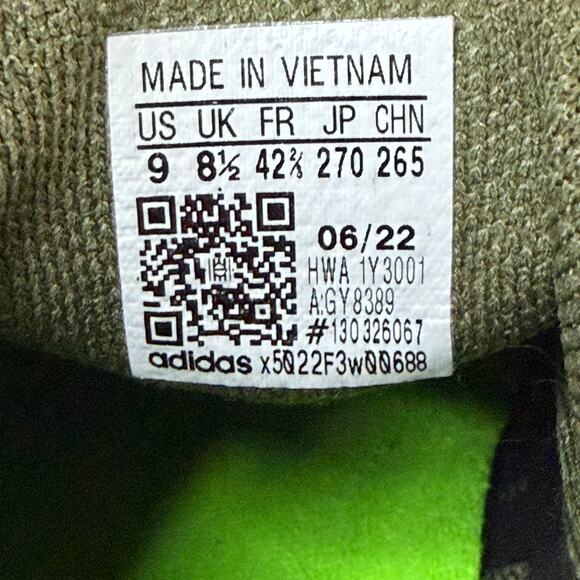 MADE IN VIETNAM
US UK FR JP CHN
9 8½ 42⅔ 270 265
06/22
HWA 1Y3001
A:GY8389
#130326067
adidas x5022F3w00688